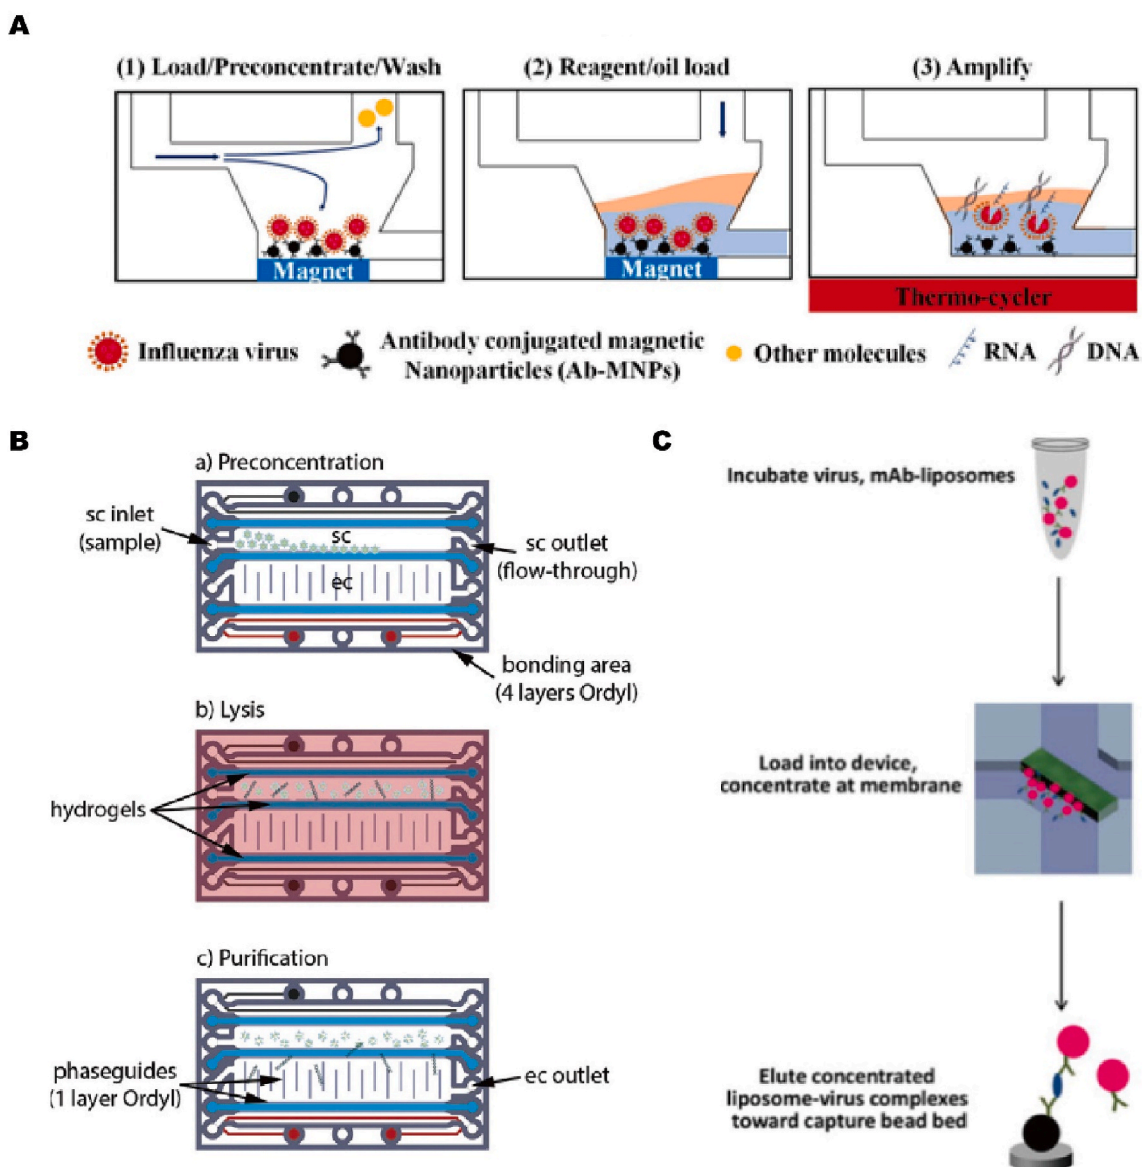 A
(1) Load/Preconcentrate/Wash
(2) Reagent/oil load
(3) Amplify
Magnet
Magnet
Thermo-cycler
Influenza virus
Antibody conjugated magnetic
Nanoparticles (Ab-MNPs)
Other molecules
RNA
DNA
B
a) Preconcentration
sc inlet
(sample)
sc
ec
sc outlet
(flow-through)
bonding area
(4 layers Ordyl)
b) Lysis
hydrogels
c) Purification
phaseguides
(1 layer Ordyl)
ec outlet
C
Incubate virus, mAb-liposomes
Load into device,
concentrate at membrane
Elute concentrated
liposome-virus complexes
toward capture bead bed